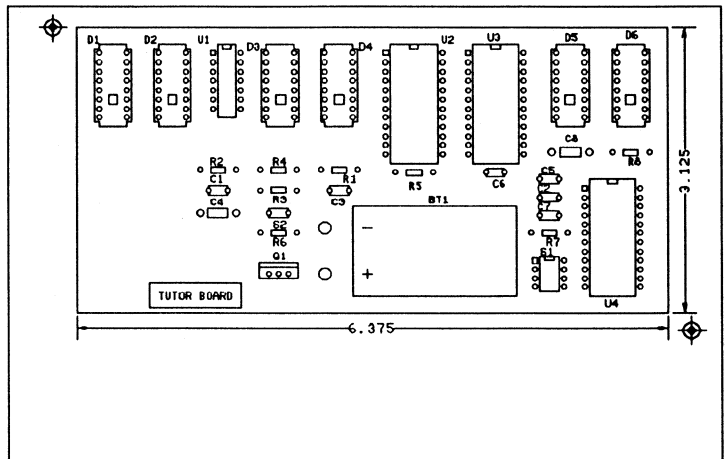 D1 D2 U1 D3 D4 U2 U3 D5 D6
C8
R2 R4 R1 R5 C6 C5 R8
C1 R3 C3 C2
C4 S2 BT1 C7
R6 R7
Q1 S1
TUTOR BOARD
U4
6.375
3.125